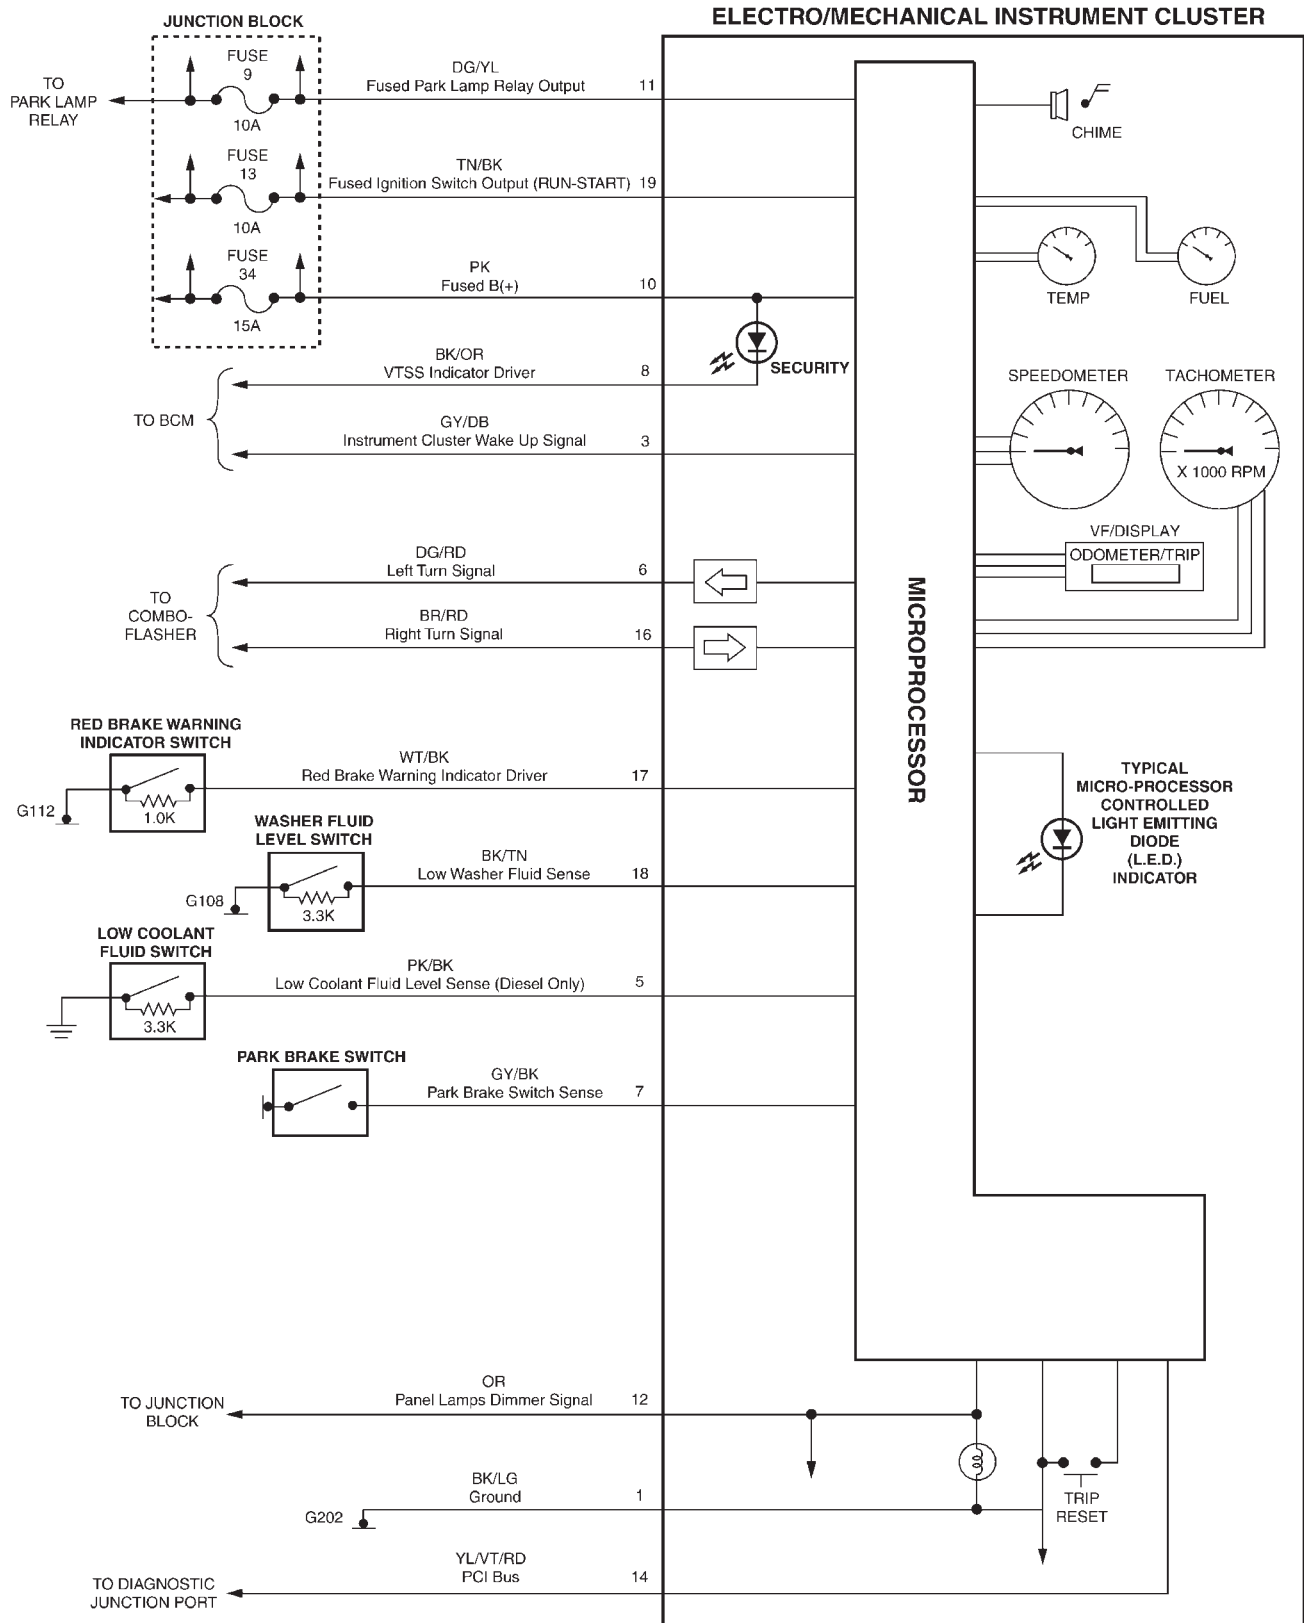 ELECTRO/MECHANICAL INSTRUMENT CLUSTER
JUNCTION BLOCK
FUSE
9
10A
TO
PARK LAMP
RELAY
DG/YL
Fused Park Lamp Relay Output
11
CHIME
FUSE
13
10A
TN/BK
Fused Ignition Switch Output (RUN-START)
19
TEMP
FUEL
FUSE
34
15A
PK
Fused B(+)
10
SECURITY
BK/OR
VTSS Indicator Driver
8
TO BCM
GY/DB
Instrument Cluster Wake Up Signal
3
SPEEDOMETER
TACHOMETER
X 1000 RPM
VF/DISPLAY
ODOMETER/TRIP
DG/RD
Left Turn Signal
6
TO
COMBO-
FLASHER
BR/RD
Right Turn Signal
16
MICROPROCESSOR
RED BRAKE WARNING
INDICATOR SWITCH
G112
1.0K
WT/BK
Red Brake Warning Indicator Driver
17
TYPICAL
MICRO-PROCESSOR
CONTROLLED
LIGHT EMITTING
DIODE
(L.E.D.)
INDICATOR
WASHER FLUID
LEVEL SWITCH
G108
3.3K
BK/TN
Low Washer Fluid Sense
18
LOW COOLANT
FLUID SWITCH
3.3K
PK/BK
Low Coolant Fluid Level Sense (Diesel Only)
5
PARK BRAKE SWITCH
GY/BK
Park Brake Switch Sense
7
TO JUNCTION
BLOCK
OR
Panel Lamps Dimmer Signal
12
G202
BK/LG
Ground
1
TRIP
RESET
TO DIAGNOSTIC
JUNCTION PORT
YL/VT/RD
PCI Bus
14